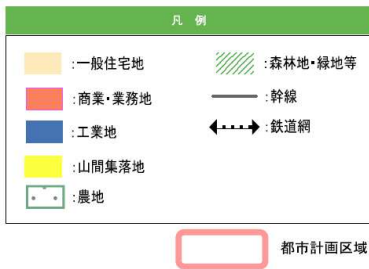 凡 例
:一般住宅地
:商業・業務地
:工業地
:山間集落地
:農地
:森林地・緑地等
:幹線
:鉄道網
都市計画区域